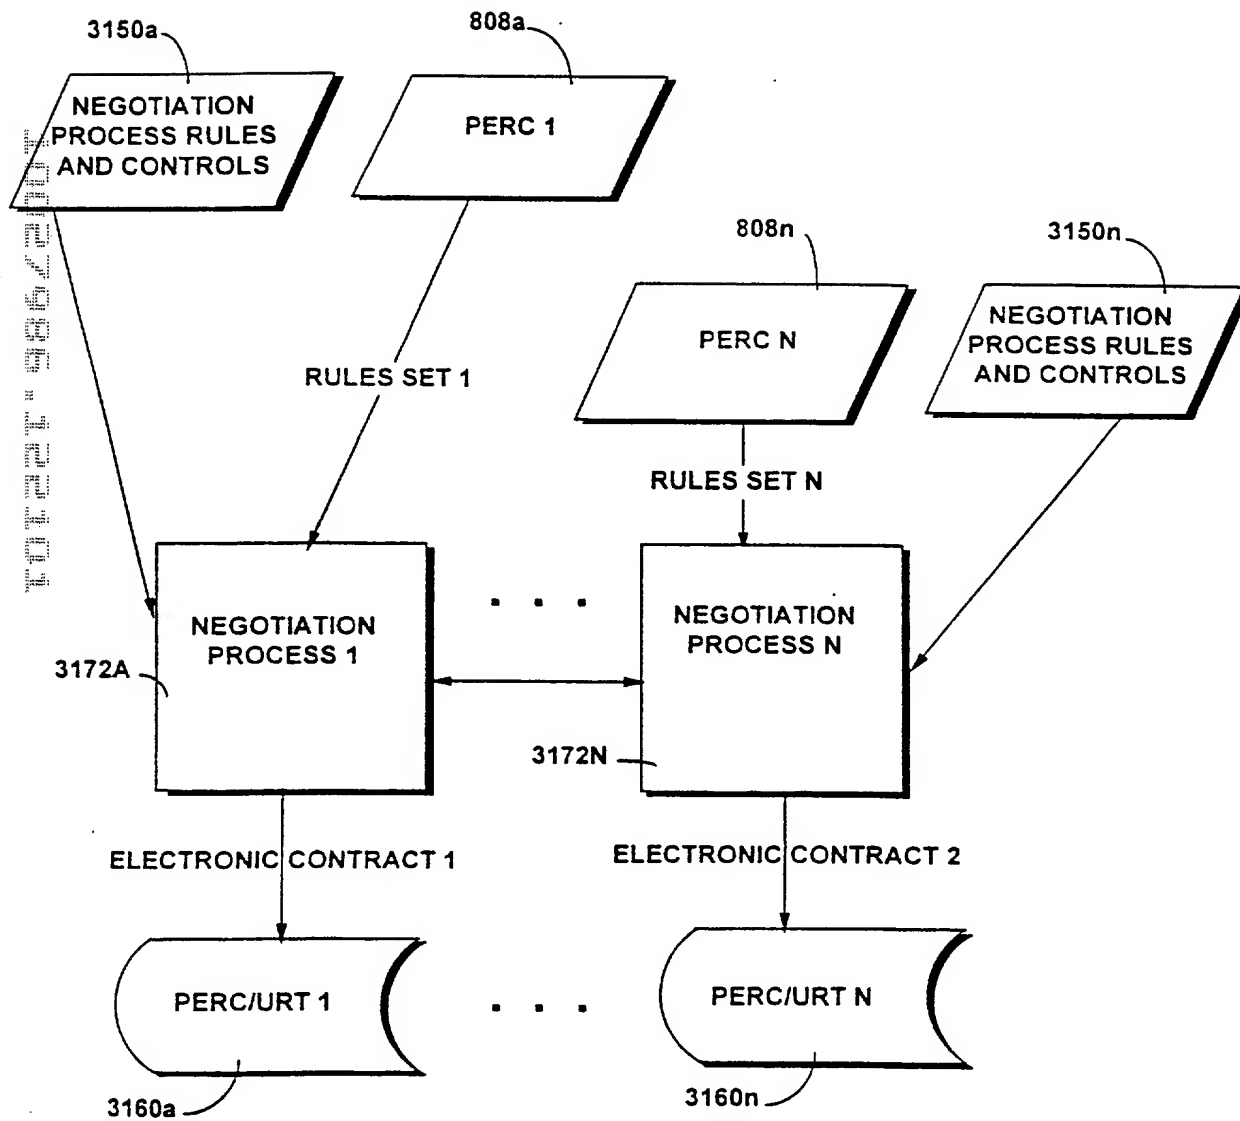 3150a
808a
NEGOTIATION
PROCESS RULES
AND CONTROLS
PERC 1
808n
3150n
PERC N
NEGOTIATION
PROCESS RULES
AND CONTROLS
RULES SET 1
RULES SET N
NEGOTIATION
PROCESS 1
. . .
NEGOTIATION
PROCESS N
3172A
3172N
ELECTRONIC CONTRACT 1
ELECTRONIC CONTRACT 2
PERC/URT 1
. . .
PERC/URT N
3160a
3160n